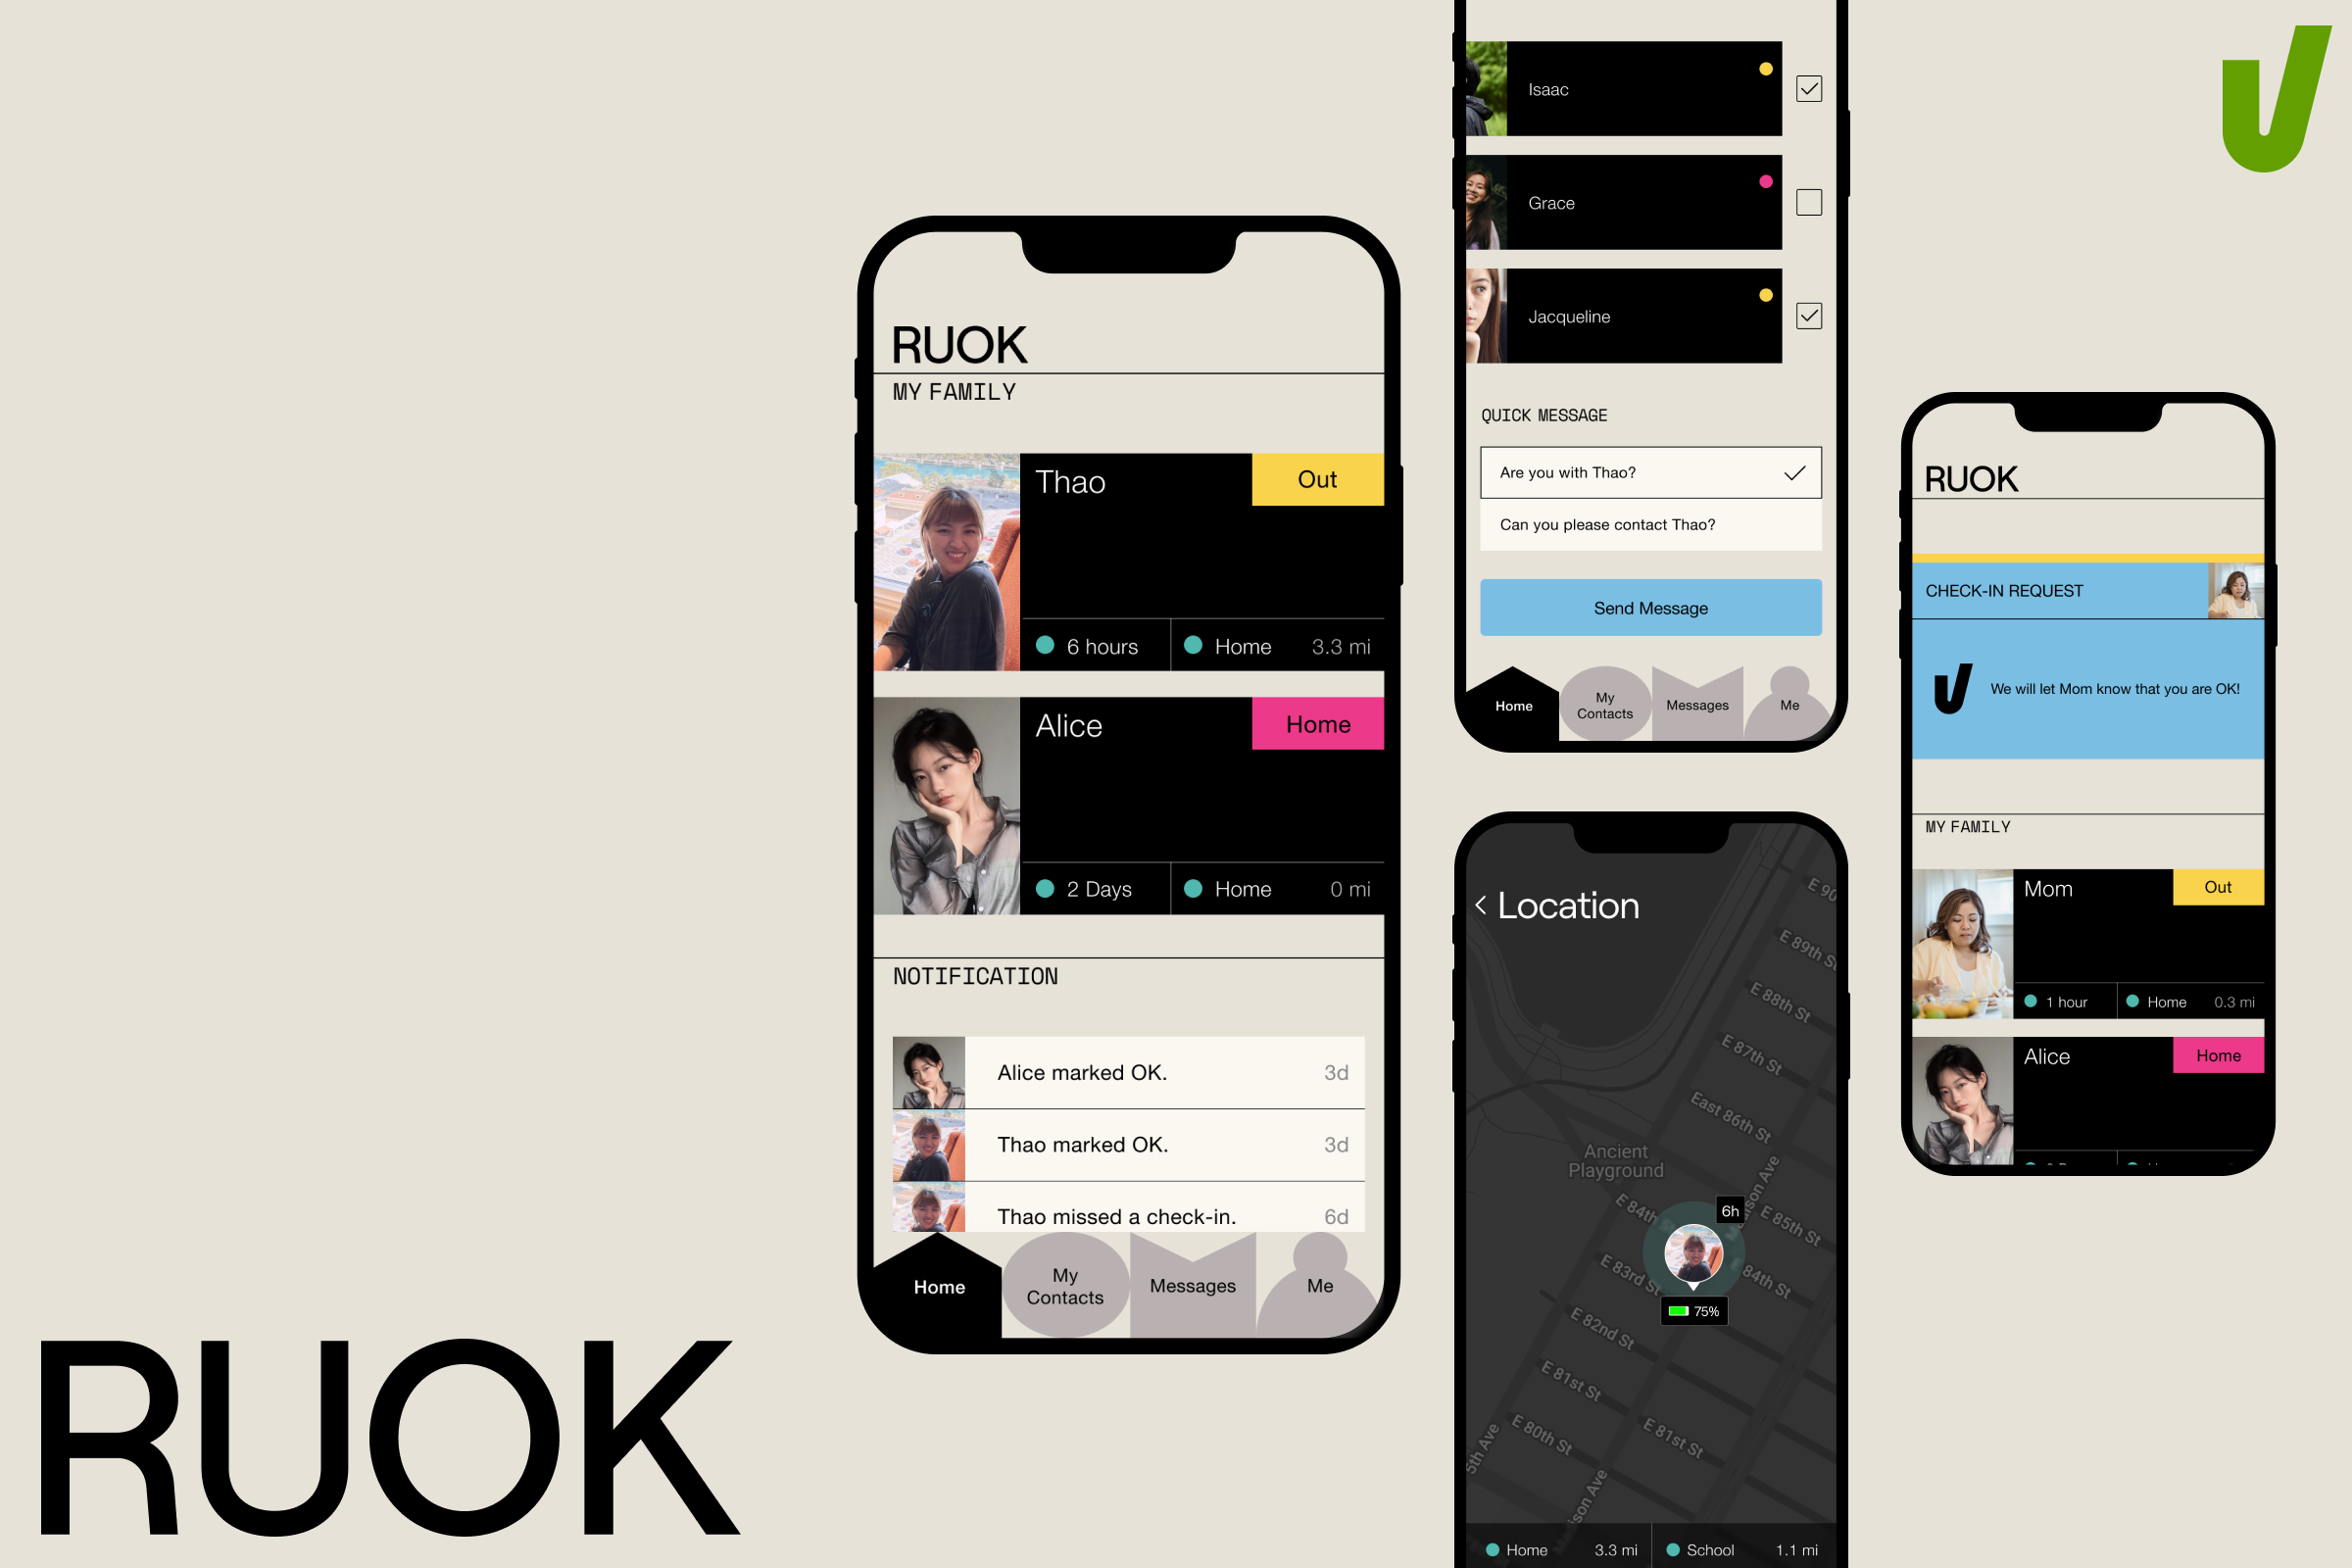 RUOK
RUOK
MY FAMILY
Thao
Out
6 hours
Home
3.3 mi
Alice
Home
2 Days
Home
0 mi
NOTIFICATION
Alice marked OK.
3d
Thao marked OK.
3d
Thao missed a check-in.
6d
Home
My
Contacts
Messages
Me
Isaac
Grace
Jacqueline
QUICK MESSAGE
Are you with Thao?
Can you please contact Thao?
Send Message
Home
My
Contacts
Messages
Me
Location
E 90
E 89th St
E 88th St
E 87th St
East 86th St
Ancient
Playground
E 85th St
E 84th
E 84th St
6h
75%
E 83rd St
E 82nd St
E 81st St
E 81st St
E 80th St
5th Ave
Home
3.3 mi
School
1.1 mi
RUOK
CHECK-IN REQUEST
We will let Mom know that you are OK!
MY FAMILY
Mom
Out
1 hour
Home
0.3 mi
Alice
Home